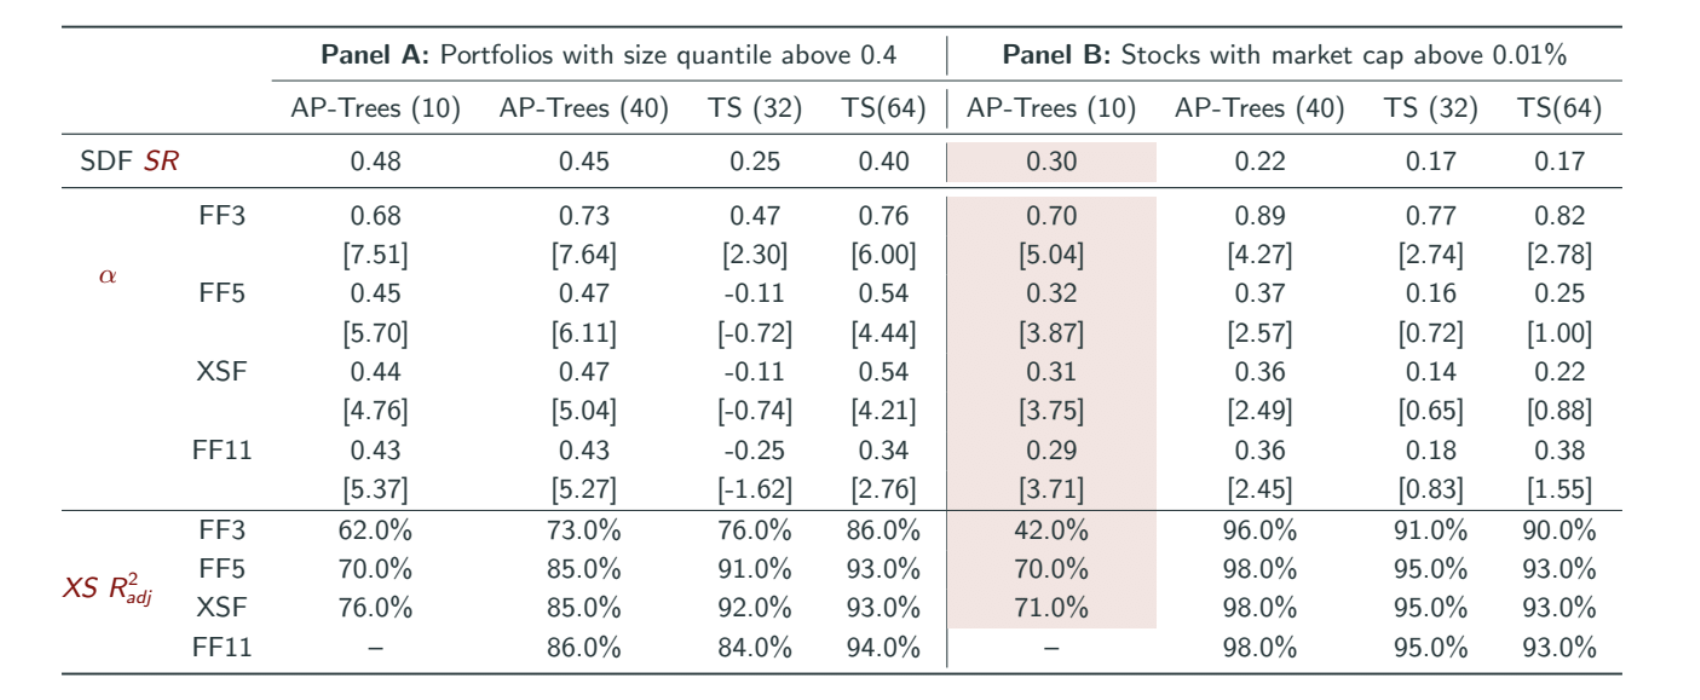 Panel A: Portfolios with size quantile above 0.4 Panel B: Stocks with market cap above 0.01%
AP-Trees (10) AP-Trees (40) TS (32) TS(64) AP-Trees (10) AP-Trees (40) TS (32) TS(64)
SDF SR 0.48 0.45 0.25 0.40 0.30 0.22 0.17 0.17
FF3 0.68 0.73 0.47 0.76 0.70 0.89 0.77 0.82
[7.51] [7.64] [2.30] [6.00] [5.04] [4.27] [2.74] [2.78]
α
FF5 0.45 0.47 -0.11 0.54 0.32 0.37 0.16 0.25
[5.70] [6.11] [-0.72] [4.44] [3.87] [2.57] [0.72] [1.00]
XSF 0.44 0.47 -0.11 0.54 0.31 0.36 0.14 0.22
[4.76] [5.04] [-0.74] [4.21] [3.75] [2.49] [0.65] [0.88]
FF11 0.43 0.43 -0.25 0.34 0.29 0.36 0.18 0.38
[5.37] [5.27] [-1.62] [2.76] [3.71] [2.45] [0.83] [1.55]
FF3 62.0% 73.0% 76.0% 86.0% 42.0% 96.0% 91.0% 90.0%
FF5 70.0% 85.0% 91.0% 93.0% 70.0% 98.0% 95.0% 93.0%
XS R²adj
XSF 76.0% 85.0% 92.0% 93.0% 71.0% 98.0% 95.0% 93.0%
FF11 – 86.0% 84.0% 94.0% – 98.0% 95.0% 93.0%